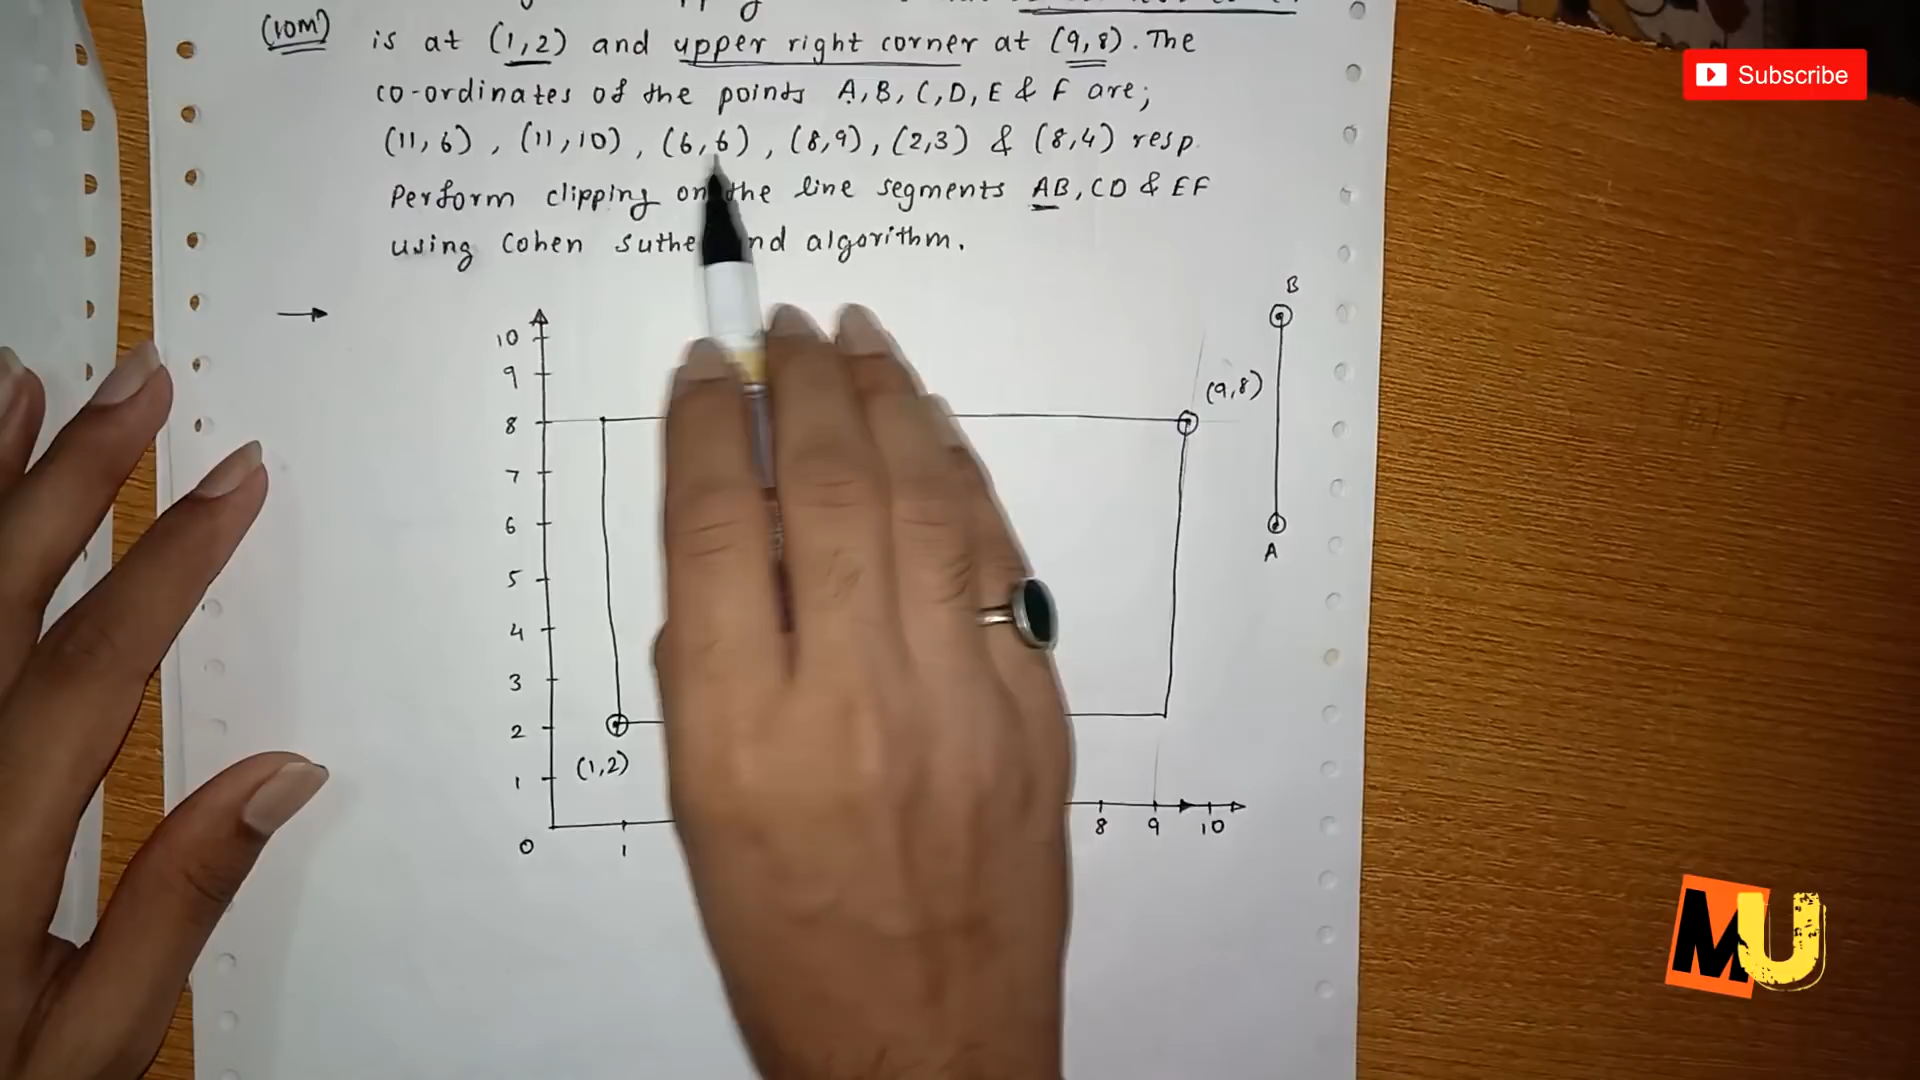 (10M)
is at (1,2) and upper right corner at (9,8). The
co-ordinates of the points A, B, C, D, E & F are;
(11,6), (11,10), (6,6), (8,9), (2,3) & (8,4) resp.
Perform clipping on the line segments AB, CD & EF
using Cohen algorithm.
Subscribe
B
10
9
(9,8)
8
7
6
A
5
4
3
2
(1,2)
1
8 9 10
0
1
MU